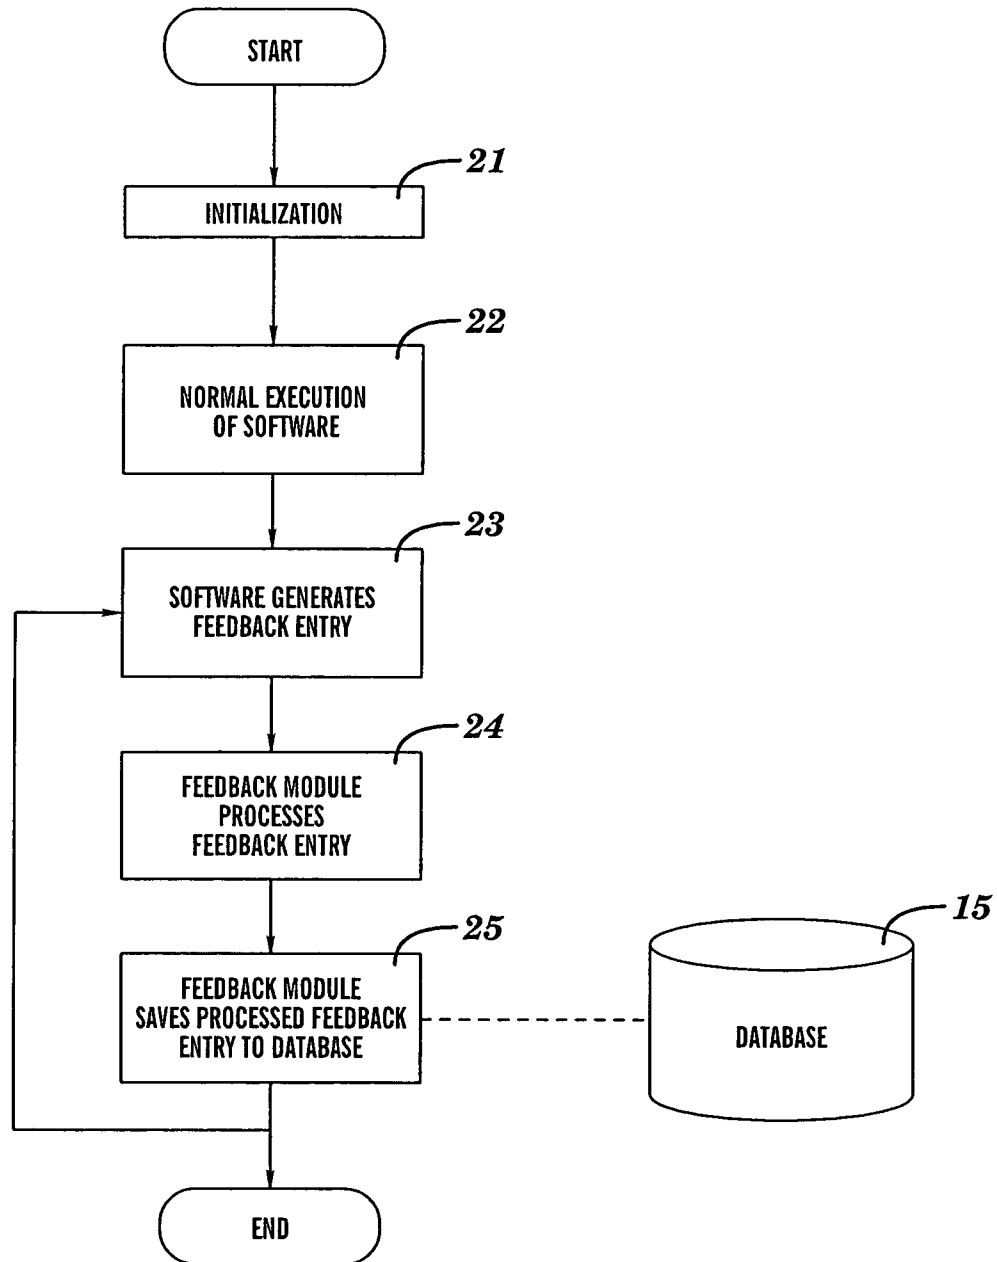 START
21
INITIALIZATION
22
NORMAL EXECUTION
OF SOFTWARE
23
SOFTWARE GENERATES
FEEDBACK ENTRY
24
FEEDBACK MODULE
PROCESSES
FEEDBACK ENTRY
25
FEEDBACK MODULE
SAVES PROCESSED FEEDBACK
ENTRY TO DATABASE
15
DATABASE
END